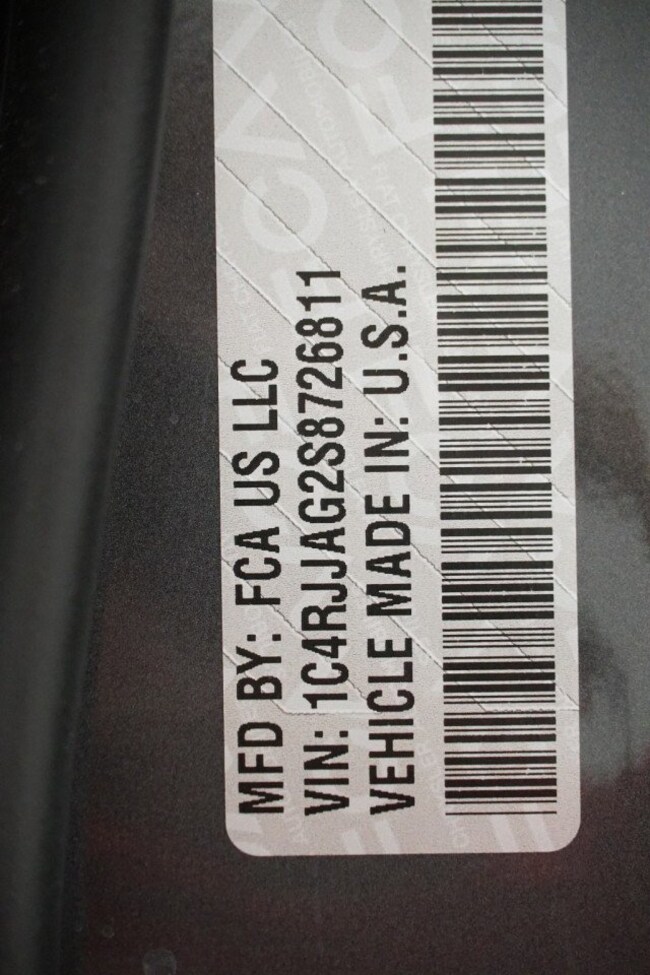 MFD BY: FCA US LLC
VIN: 1C4RJJAG2S8726811
VEHICLE MADE IN: U.S.A.